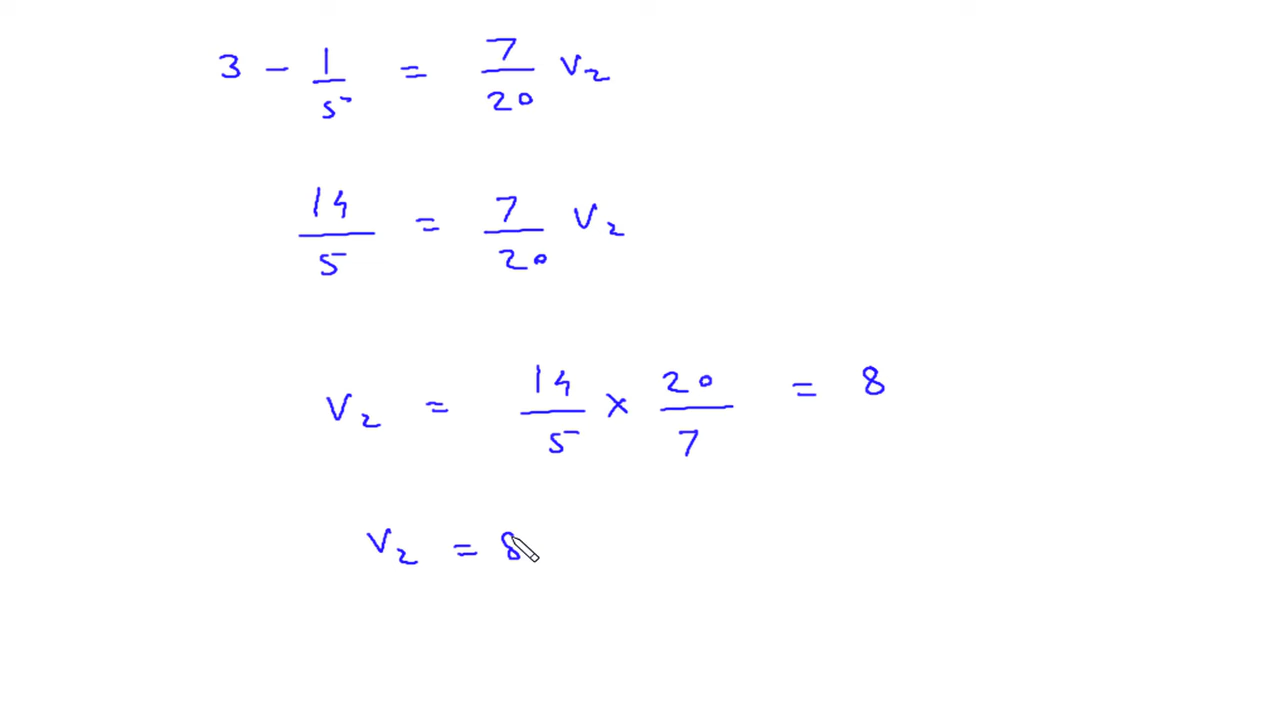 3 - 1/5 = 7/20 V₂
14/5 = 7/20 V₂
V₂ = 14/5 × 20/7 = 8
V₂ = 8